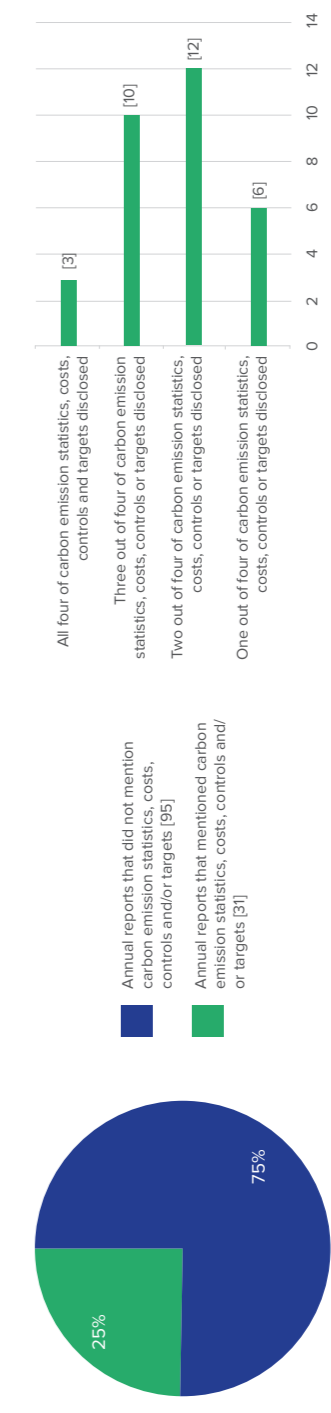 25%
75%
Annual reports that did not mention
carbon emission statistics, costs,
controls and/or targets [95]
Annual reports that mentioned carbon
emission statistics, costs, controls and/
or targets [31]
All four of carbon emission statistics, costs,
controls and targets disclosed
[3]
Three out of four of carbon emission
statistics, costs, controls or targets disclosed
[10]
Two out of four of carbon emission statistics,
costs, controls or targets disclosed
[12]
One out of four of carbon emission statistics,
costs, controls or targets disclosed
[6]
0 2 4 6 8 10 12 14